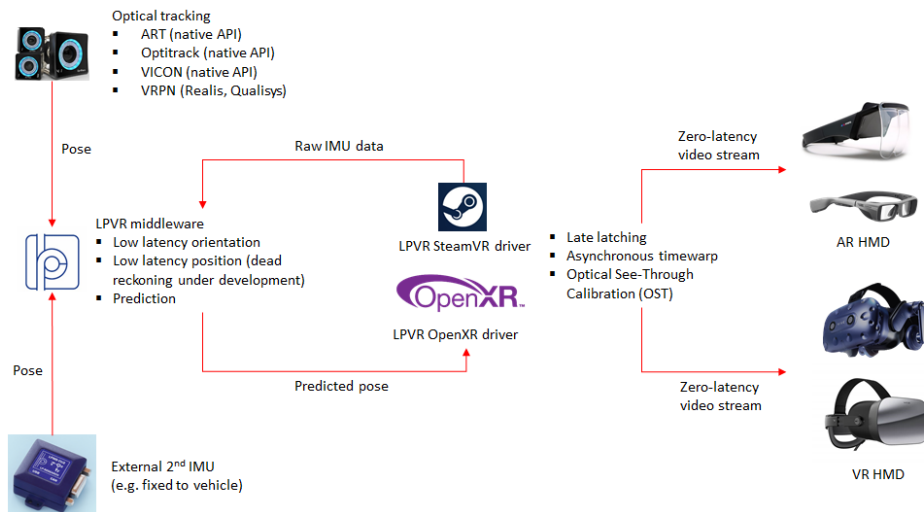 Optical tracking
▪ ART (native API)
▪ Optitrack (native API)
▪ VICON (native API)
▪ VRPN (Realis, Qualisys)
Pose
Raw IMU data
Zero-latency
video stream
LPVR middleware
▪ Low latency orientation
▪ Low latency position (dead
reckoning under development)
▪ Prediction
LPVR SteamVR driver
OpenXR™
LPVR OpenXR driver
▪ Late latching
▪ Asynchronous timewarp
▪ Optical See-Through
Calibration (OST)
AR HMD
Pose
Predicted pose
Zero-latency
video stream
External 2nd IMU
(e.g. fixed to vehicle)
VR HMD